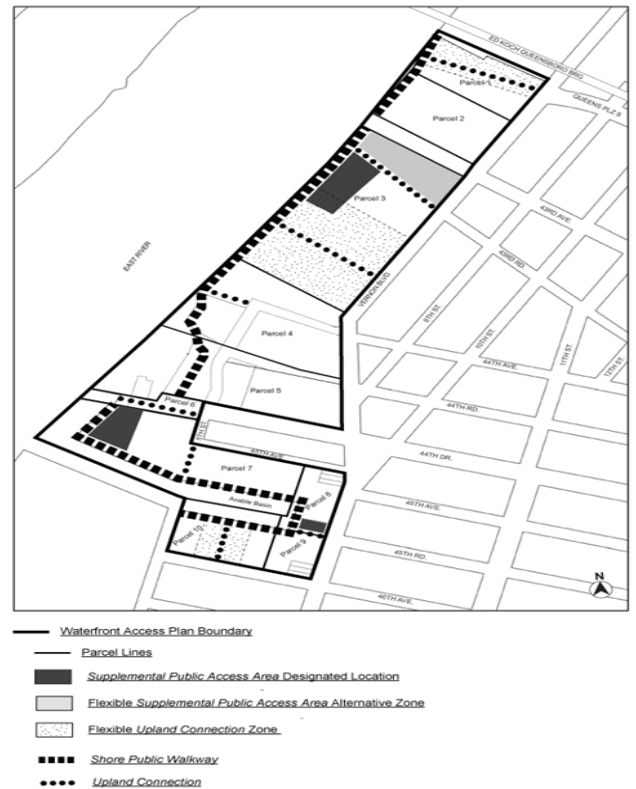 ED KOCH QUEENSBORO BRG
QUEENS PLZ S
Parcel 1
Parcel 2
Parcel 3
43RD AVE.
43RD RD
EAST RIVER
VERNON BLVD
9TH ST.
10TH ST.
11TH ST.
12TH ST.
Parcel 4
44TH AVE.
Parcel 5
Parcel 6
5TH ST.
44TH RD.
45TH AVE
44TH DR.
Parcel 7
Anable Basin
Parcel 8
45TH AVE.
Parcel 10
Parcel 9
45TH RD.
46TH AVE.
N
Waterfront Access Plan Boundary
Parcel Lines
Supplemental Public Access Area Designated Location
Flexible Supplemental Public Access Area Alternative Zone
Flexible Upland Connection Zone
Shore Public Walkway
Upland Connection